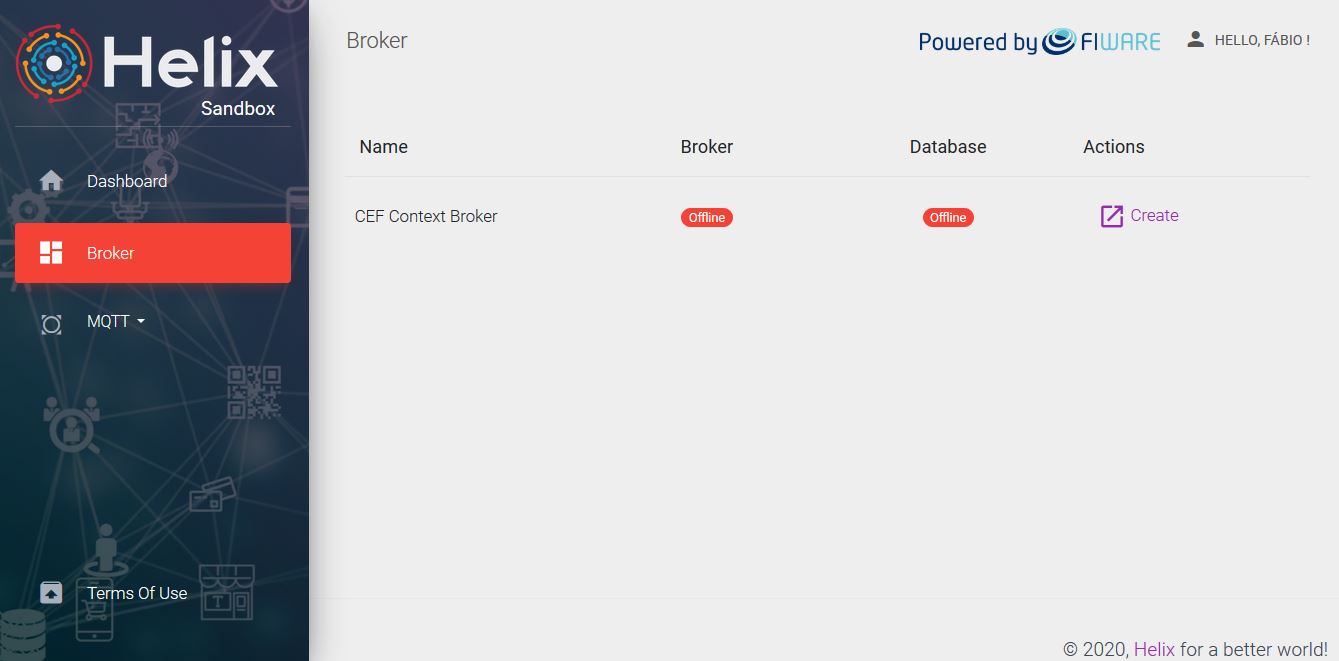 Helix
Sandbox
Dashboard
Broker
MQTT
Terms Of Use
Broker
Powered by FIWARE
HELLO, FÁBIO !
Name Broker Database Actions
CEF Context Broker Offline Offline Create
© 2020, Helix for a better world!